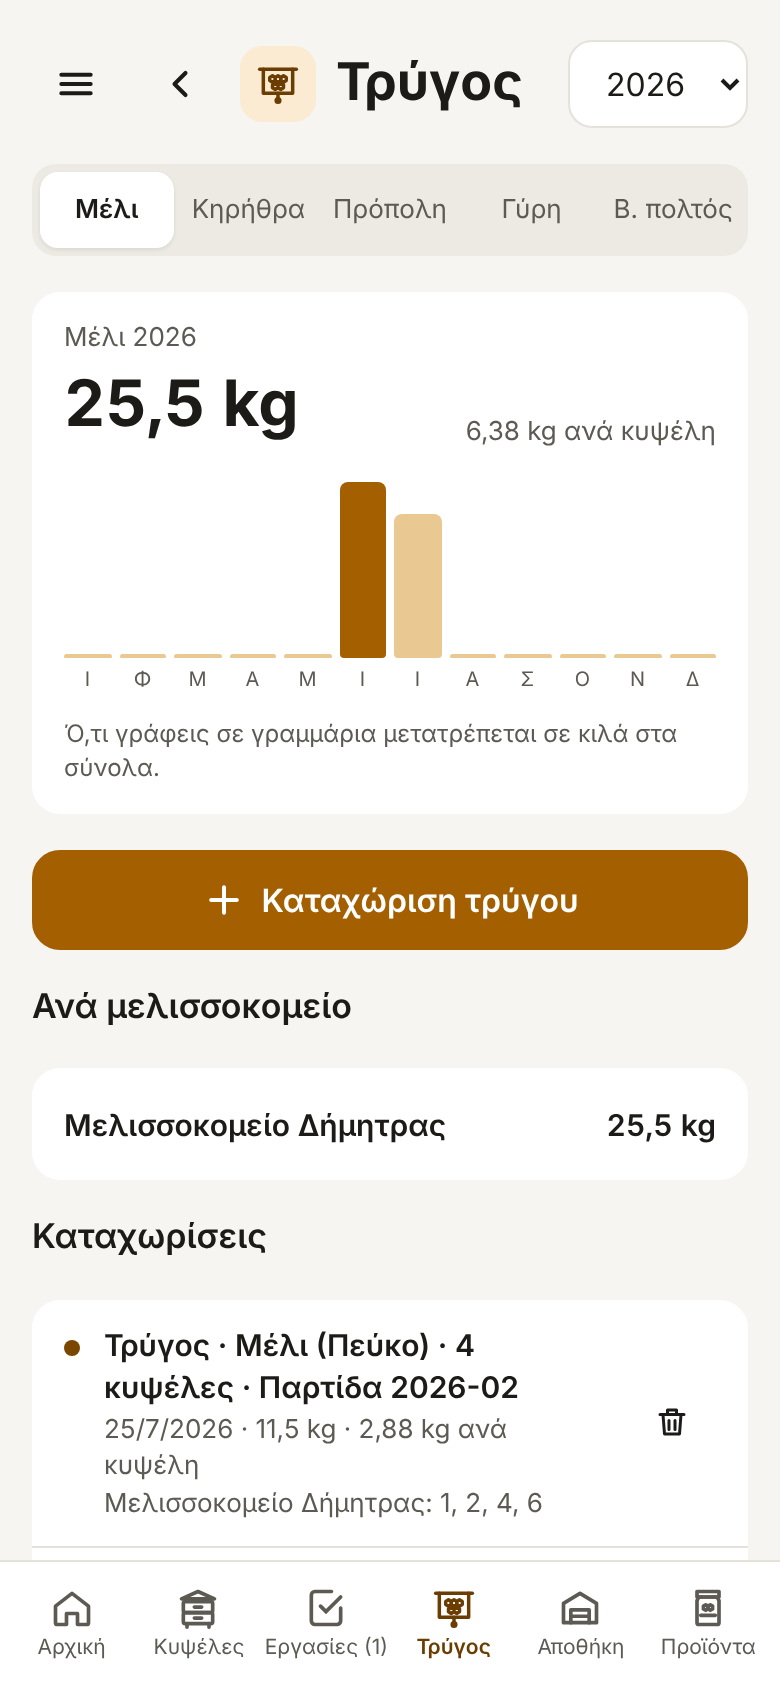 Τρύγος
2026
Μέλι Κηρήθρα Πρόπολη Γύρη Β. πολτός
Μέλι 2026
25,5 kg
6,38 kg ανά κυψέλη
Ι Φ Μ Α Μ Ι Ι Α Σ Ο Ν Δ
Ό,τι γράφεις σε γραμμάρια μετατρέπεται σε κιλά στα
σύνολα.
Καταχώριση τρύγου
Ανά μελισσοκομείο
Μελισσοκομείο Δήμητρας 25,5 kg
Καταχωρίσεις
Τρύγος · Μέλι (Πεύκο) · 4
κυψέλες · Παρτίδα 2026-02
25/7/2026 · 11,5 kg · 2,88 kg ανά
κυψέλη
Μελισσοκομείο Δήμητρας: 1, 2, 4, 6
Αρχική Κυψέλες Εργασίες (1) Τρύγος Αποθήκη Προϊόντα